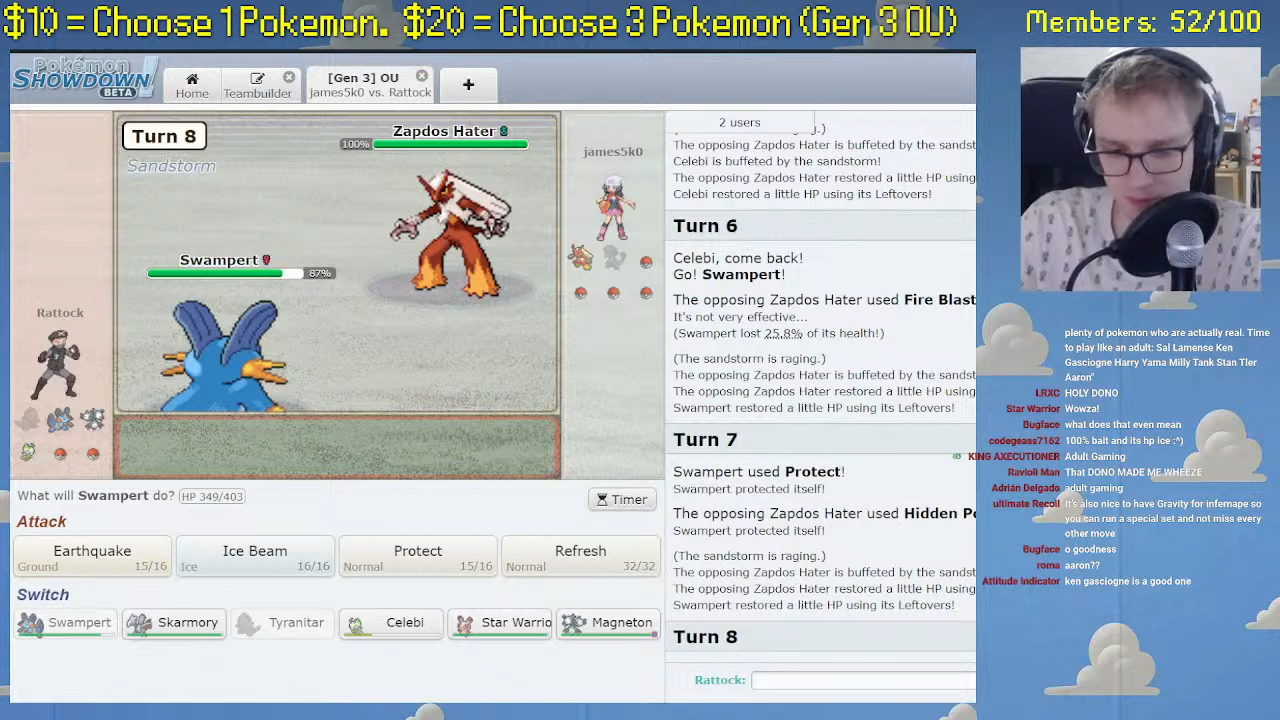 $10 = Choose 1 Pokemon. $20 = Choose 3 Pokemon (Gen 3 OU)
Members: 52/100
Pokémon
SHOWDOWN!
BETA
Home
Teambuilder
[Gen 3] OU
james5k0 vs. Rattock
+
Turn 8
Sandstorm
Zapdos Hater
100%
Swampert
87%
james5k0
Rattock
2 users
The opposing Zapdos Hater is buffeted by the sandst
Celebi is buffeted by the sandstorm!
The opposing Zapdos Hater restored a little HP using
Celebi restored a little HP using its Leftovers!
Turn 6
Celebi, come back!
Go! Swampert!
The opposing Zapdos Hater used Fire Blast
It's not very effective...
(Swampert lost 25.8% of its health!)
(The sandstorm is raging.)
The opposing Zapdos Hater is buffeted by the sandst
The opposing Zapdos Hater restored a little HP using
Swampert restored a little HP using its Leftovers!
Turn 7
Swampert used Protect!
Swampert protected itself!
The opposing Zapdos Hater used Hidden Po
Swampert protected itself!
(The sandstorm is raging.)
The opposing Zapdos Hater is buffeted by the sandst
The opposing Zapdos Hater restored a little HP using
Swampert restored a little HP using its Leftovers!
Turn 8
Rattock:
What will Swampert do? HP 349/403
Timer
Attack
Earthquake
Ground 15/16
Ice Beam
Ice 16/16
Protect
Normal 15/16
Refresh
Normal 32/32
Switch
Swampert
Skarmory
Tyranitar
Celebi
Star Warrio
Magneton
plenty of pokemon who are actually real. Time
to play like an adult: Sal Lamense Ken
Gasciogne Harry Yama Milly Tank Stan Tler
Aaron"
LRXC HOLY DONO
Star Warrior Wowza!
Bugface what does that even mean
codegeass7162 100% bait and its hp ice :^)
KING AXECUTIONER Adult Gaming
Ravioli Man That DONO MADE ME WHEEZE
Adrián Delgado adult gaming
ultimate Recoil It's also nice to have Gravity for infernape so
you can run a special set and not miss every
other move
Bugface o goodness
roma aaron??
Attitude Indicator ken gasciogne is a good one